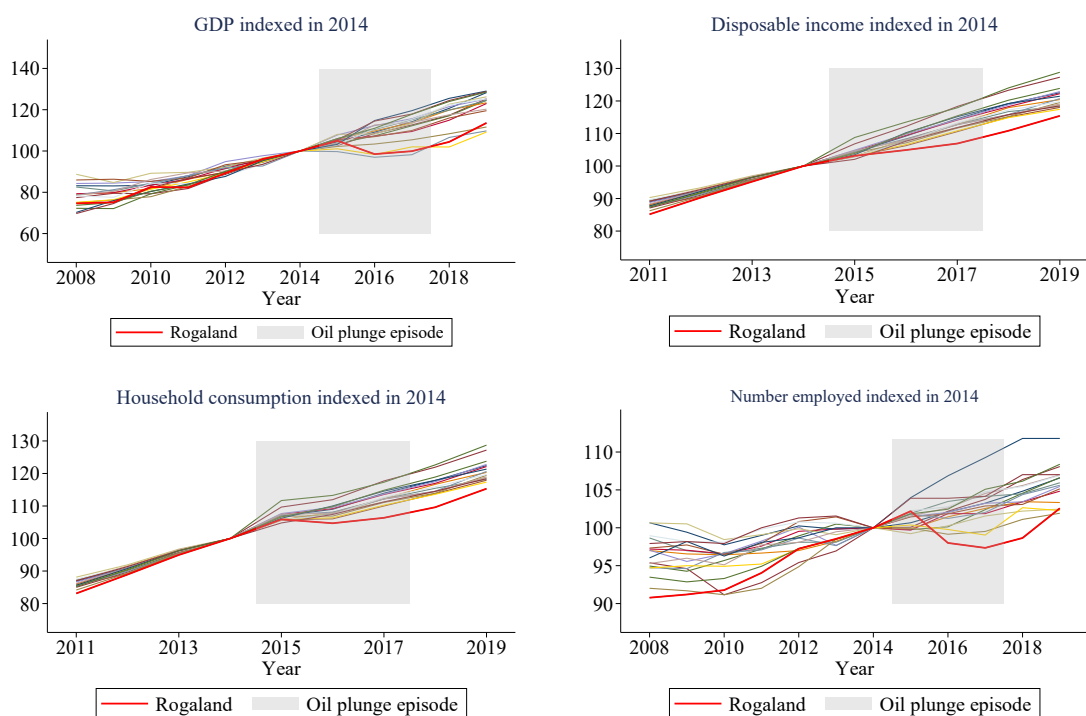 GDP indexed in 2014
140
120
100
80
60
2008 2010 2012 2014 2016 2018
Year
Rogaland Oil plunge episode
Disposable income indexed in 2014
130
120
110
100
90
80
2011 2013 2015 2017 2019
Year
Rogaland Oil plunge episode
Household consumption indexed in 2014
130
120
110
100
90
80
2011 2013 2015 2017 2019
Year
Rogaland Oil plunge episode
Number employed indexed in 2014
110
105
100
95
90
2008 2010 2012 2014 2016 2018
Year
Rogaland Oil plunge episode